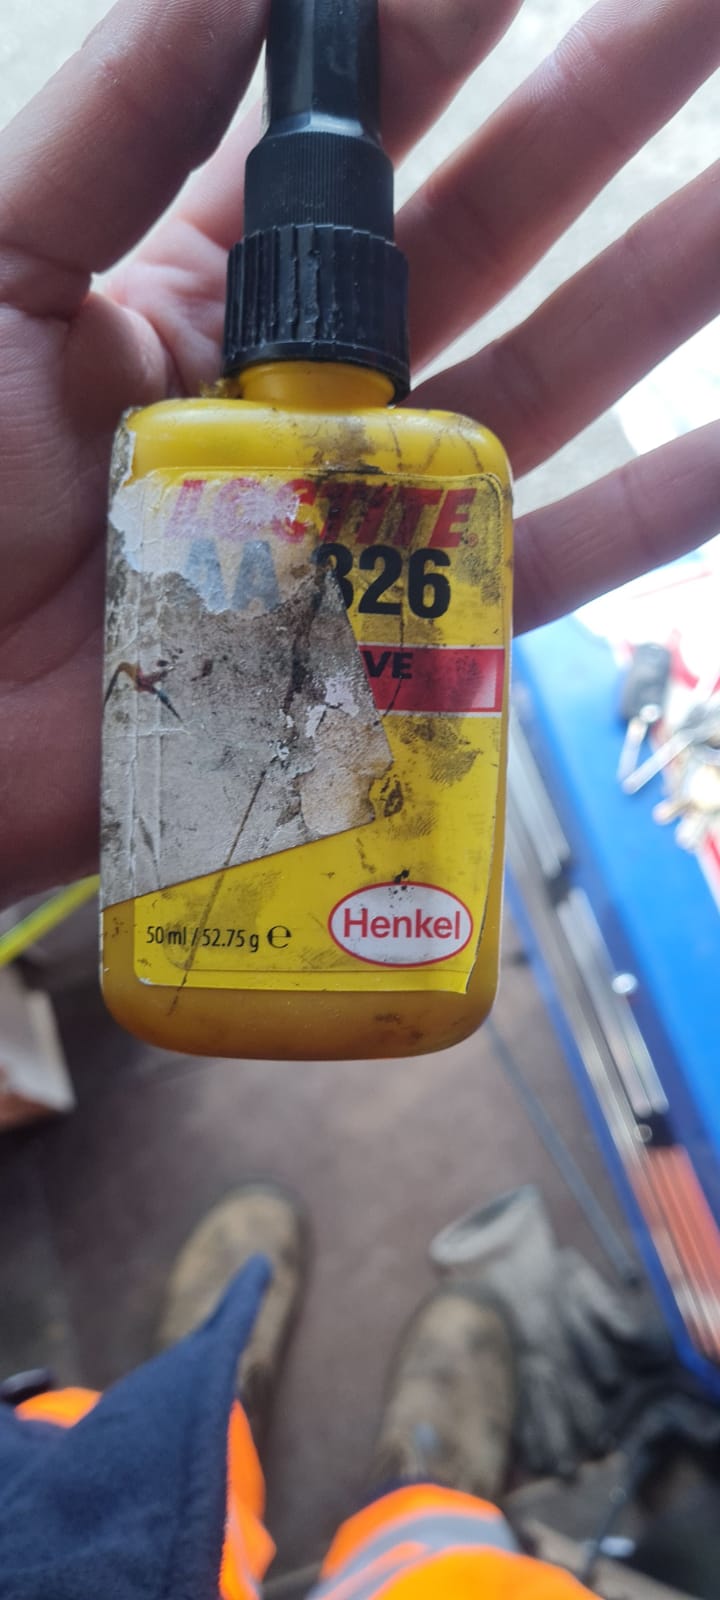 LOCTITE.
AA 326
VE
50 ml / 52.75 g ℮
Henkel